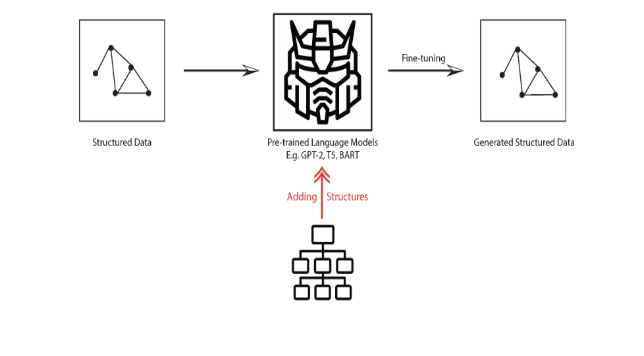 Fine-tuning
Structured Data
Pre-trained Language Models
E.g. GPT-2, T5, BART
Generated Structured Data
Adding Structures